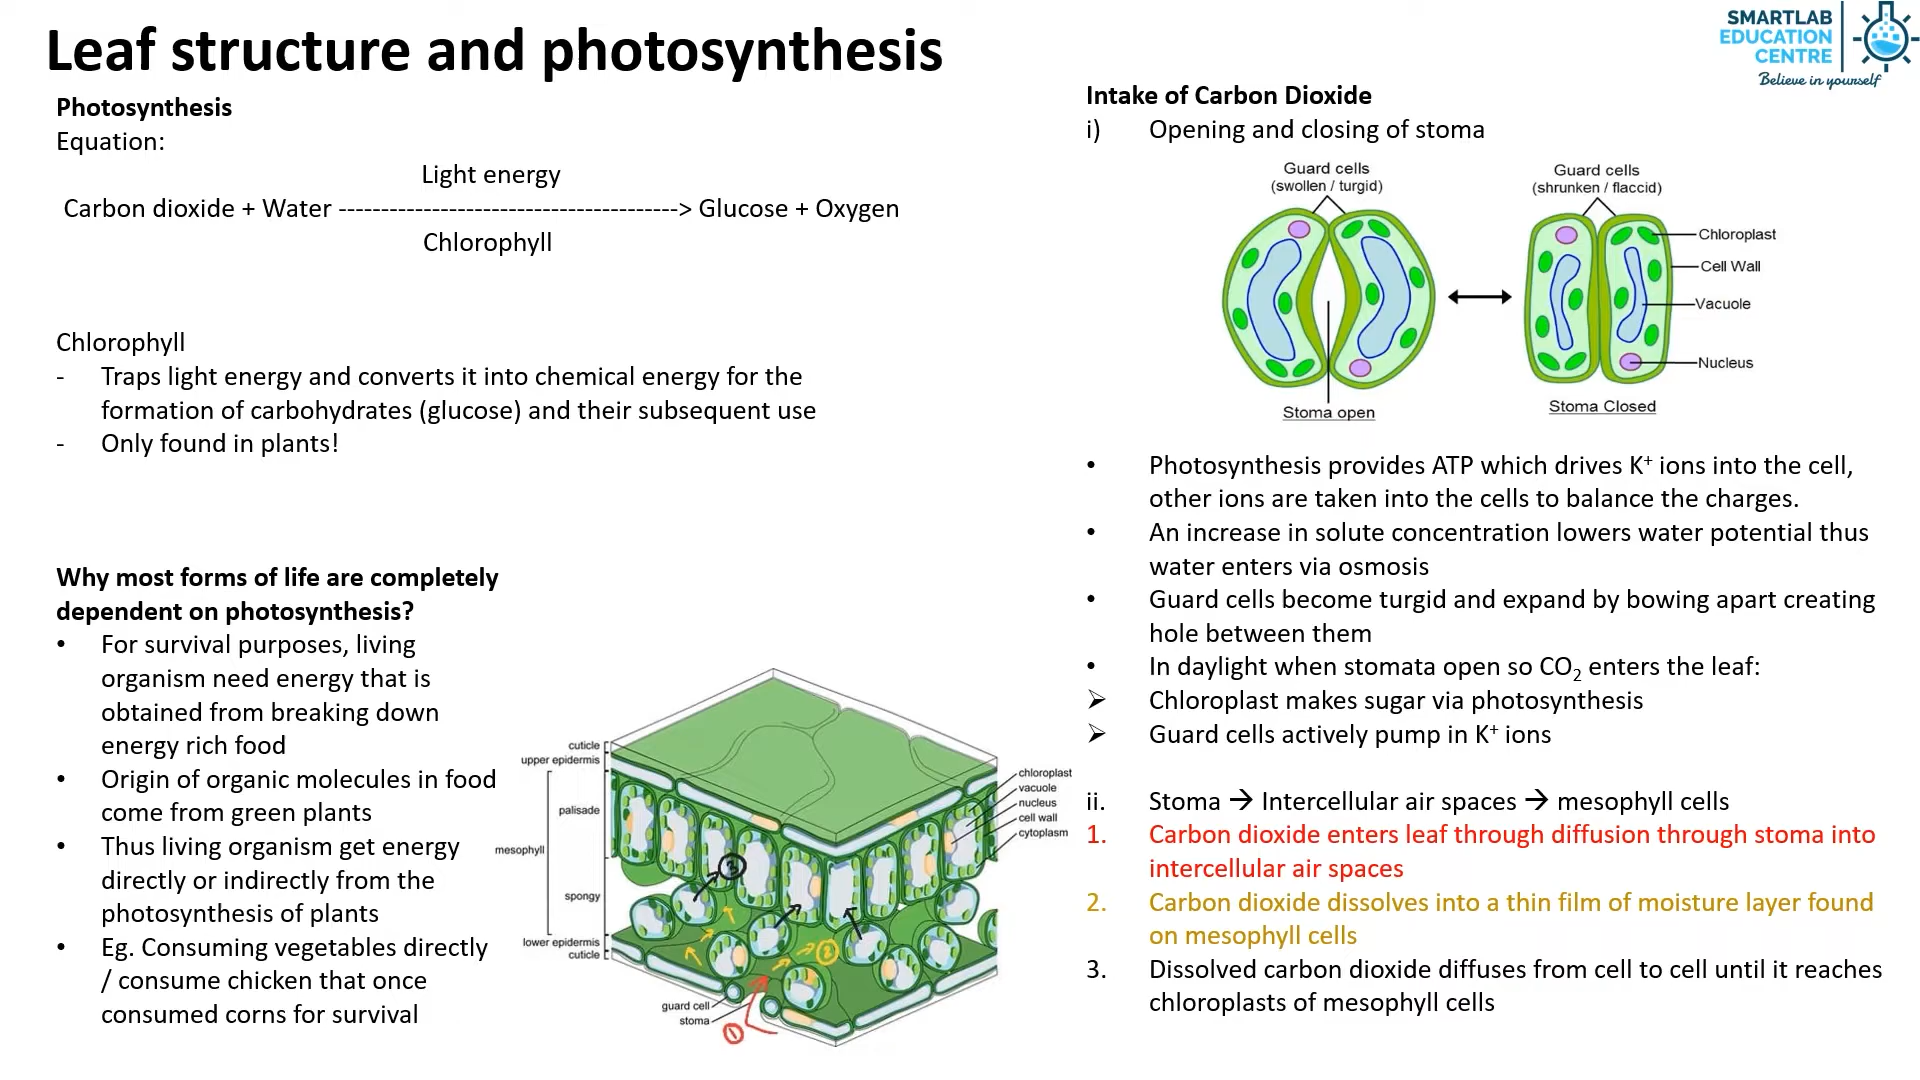 Leaf structure and photosynthesis
SMARTLAB
EDUCATION
CENTRE
Believe in yourself
Photosynthesis
Equation:
Light energy
Carbon dioxide + Water ----------------------------------------> Glucose + Oxygen
Chlorophyll
Chlorophyll
- Traps light energy and converts it into chemical energy for the
formation of carbohydrates (glucose) and their subsequent use
- Only found in plants!
Why most forms of life are completely
dependent on photosynthesis?
• For survival purposes, living
organism need energy that is
obtained from breaking down
energy rich food
• Origin of organic molecules in food
come from green plants
• Thus living organism get energy
directly or indirectly from the
photosynthesis of plants
• Eg. Consuming vegetables directly
/ consume chicken that once
consumed corns for survival
cuticle
upper epidermis
palisade
mesophyll
spongy
lower epidermis
cuticle
guard cell
stoma
chloroplast
vacuole
nucleus
cell wall
cytoplasm
3
2
1
Intake of Carbon Dioxide
i) Opening and closing of stoma
Guard cells
(swollen / turgid)
Stoma open
Guard cells
(shrunken / flaccid)
Chloroplast
Cell Wall
Vacuole
Nucleus
Stoma Closed
• Photosynthesis provides ATP which drives K⁺ ions into the cell,
other ions are taken into the cells to balance the charges.
• An increase in solute concentration lowers water potential thus
water enters via osmosis
• Guard cells become turgid and expand by bowing apart creating
hole between them
• In daylight when stomata open so CO₂ enters the leaf:
➢ Chloroplast makes sugar via photosynthesis
➢ Guard cells actively pump in K⁺ ions
ii. Stoma → Intercellular air spaces → mesophyll cells
1. Carbon dioxide enters leaf through diffusion through stoma into
intercellular air spaces
2. Carbon dioxide dissolves into a thin film of moisture layer found
on mesophyll cells
3. Dissolved carbon dioxide diffuses from cell to cell until it reaches
chloroplasts of mesophyll cells